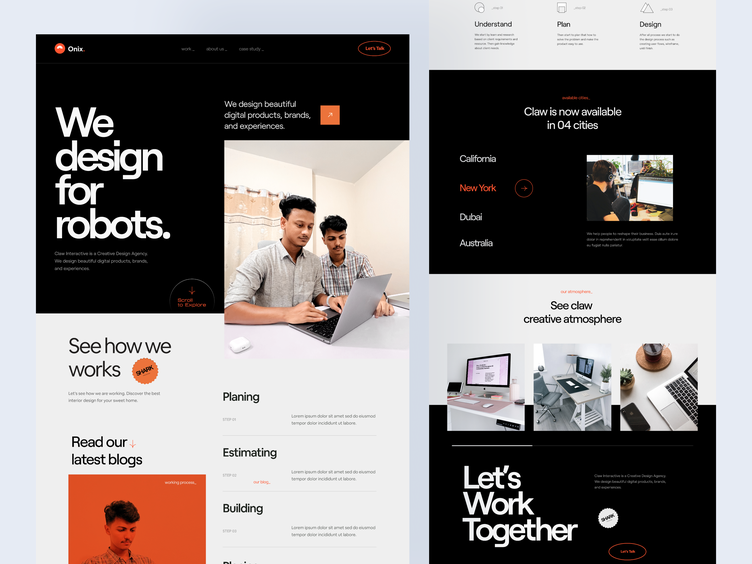 Onix.
work_
about us_
case study_
Let's Talk
We
design
for
robots.
We design beautiful
digital products, brands,
and experiences.
Claw Interactive is a Creative Design Agency.
We design beautiful digital products, brands,
and experiences.
Scroll
to Explore
See how we
works
SHARK
Let's see how we are working. Discover the best
interior design for your sweet home.
Read our
latest blogs
working process_
Planing
STEP 01
Lorem ipsum dolor sit amet sed do eiusmod
tempor dolor incididunt ut labore.
Estimating
STEP 02
our blog_
Lorem ipsum dolor sit amet sed do eiusmod
tempor dolor incididunt ut labore.
Building
STEP 03
Lorem ipsum dolor sit amet sed do eiusmod
tempor dolor incididunt ut labore.
Understand
Plan
Design
available cities_
Claw is now available
in 04 cities
California
New York
Dubai
Australia
our atmosphere_
See claw
creative atmosphere
Let's
Work
Together
Claw Interactive is a Creative Design Agency.
We design beautiful digital products, brands,
and experiences.
SHARK
Let's Talk